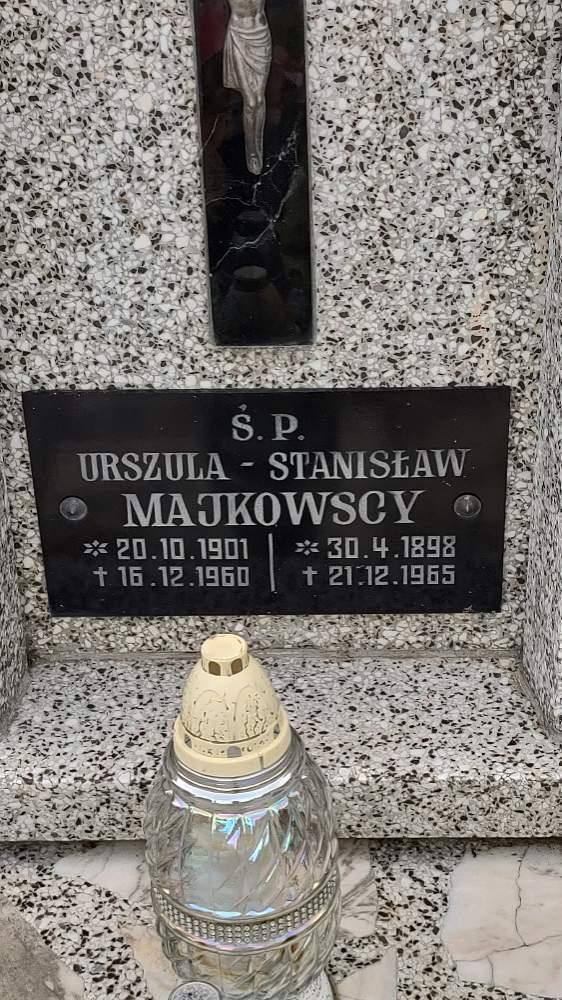 Ś. P.
URSZULA - STANISŁAW
MAJKOWSCY
* 20.10.1901 | * 30.4.1898
† 16.12.1960 | † 21.12.1965